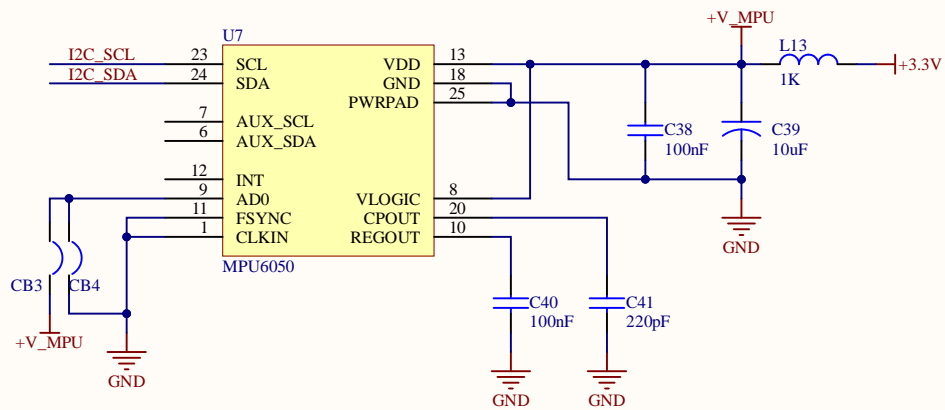 +V_MPU
U7
L13
I2C_SCL
23
SCL
VDD
13
+3.3V
I2C_SDA
24
SDA
GND
18
1K
PWRPAD
25
7
AUX_SCL
C38
C39
6
AUX_SDA
100nF
10uF
12
INT
9
AD0
VLOGIC
8
11
FSYNC
CPOUT
20
1
CLKIN
REGOUT
10
GND
MPU6050
CB3
CB4
C40
C41
100nF
220pF
+V_MPU
GND
GND
GND